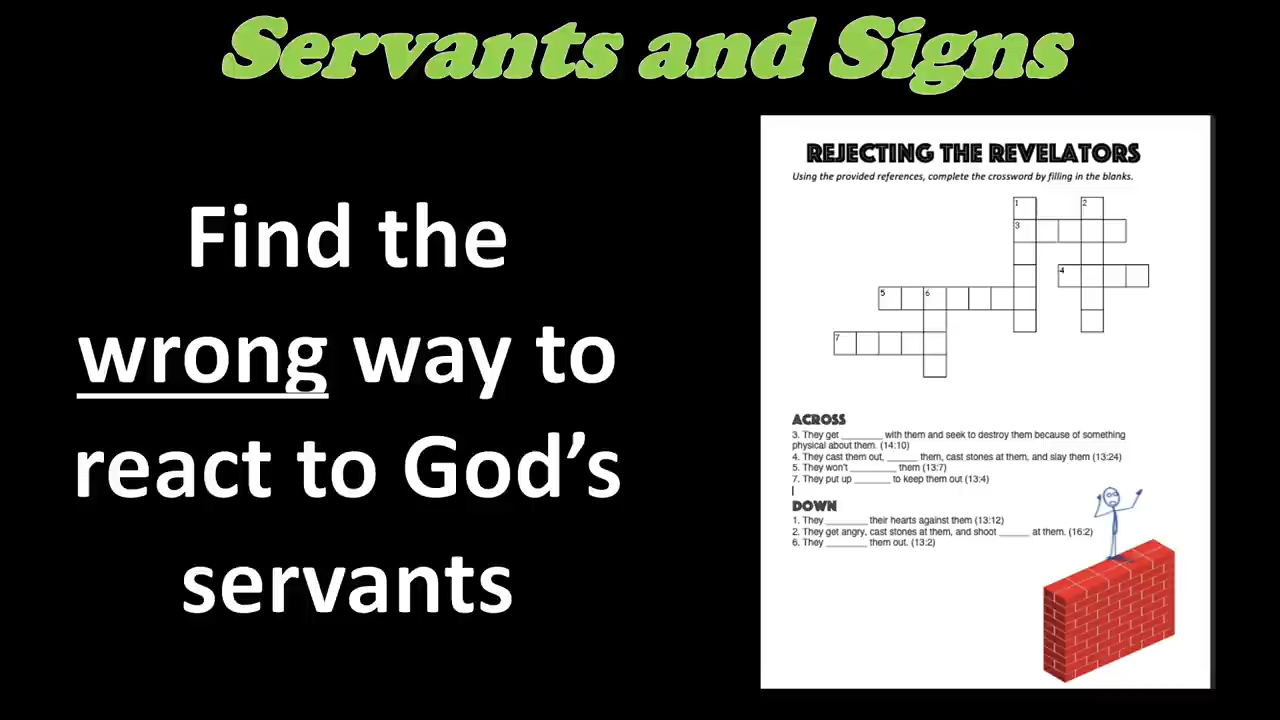 Servants and Signs
Find the
wrong way to
react to God's
servants
REJECTING THE REVELATORS
Using the provided references, complete the crossword by filling in the blanks.
1
2
3
4
5
6
7
ACROSS
3. They get ________ with them and seek to destroy them because of something
physical about them. (14:10)
4. They cast them out, ______ them, cast stones at them, and slay them (13:24)
5. They won't _________ them (13:7)
7. They put up _______ to keep them out (13:4)
DOWN
1. They ________ their hearts against them (13:12)
2. They get angry, cast stones at them, and shoot ______ at them. (16:2)
6. They _______ them out. (13:2)